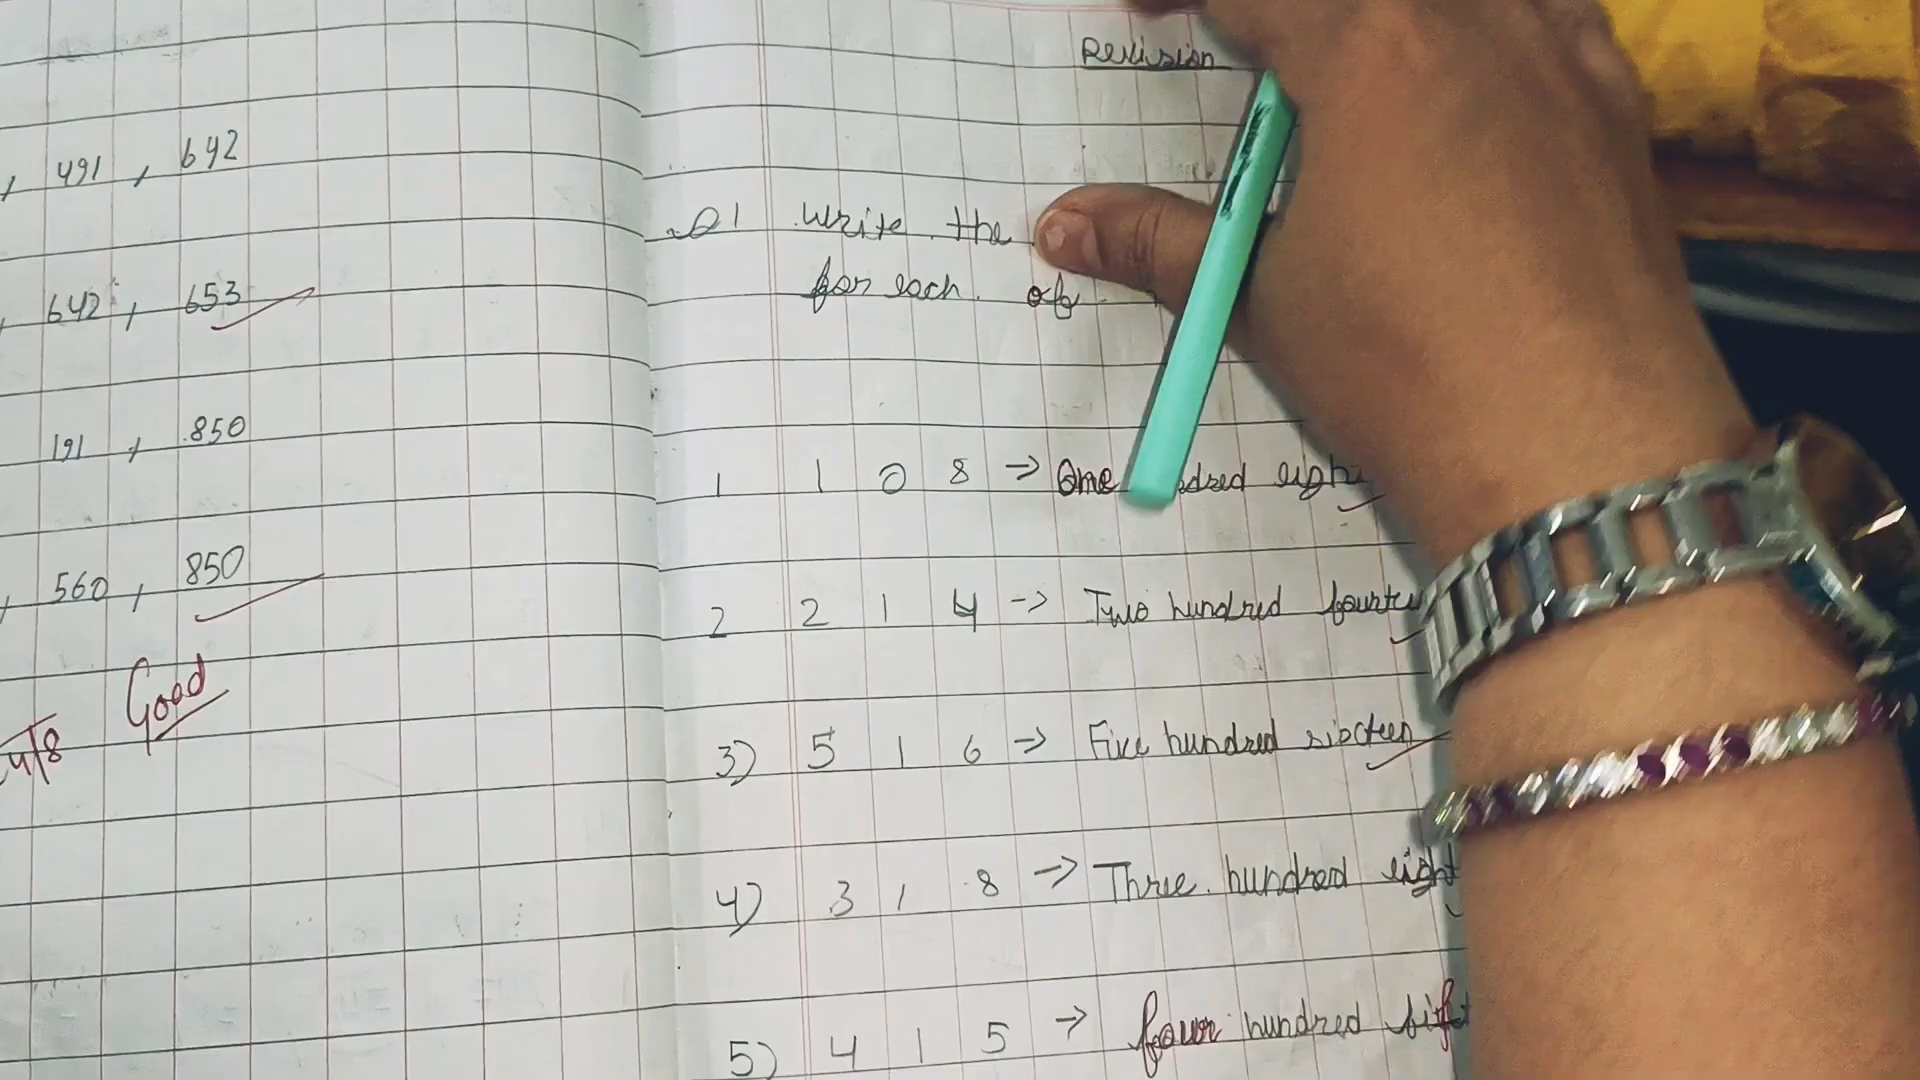 , 491 , 642
, 642 , 653
191 , 850
, 560 , 850
Good
4/8
Revision
Q1 write the
for each of
1 1 0 8 → One eight
2 2 1 4 → Two hundred
3) 5 1 6 → Five hundred sixteen
4) 3 1 8 → Three hundred
5) 4 1 5 → four hundred